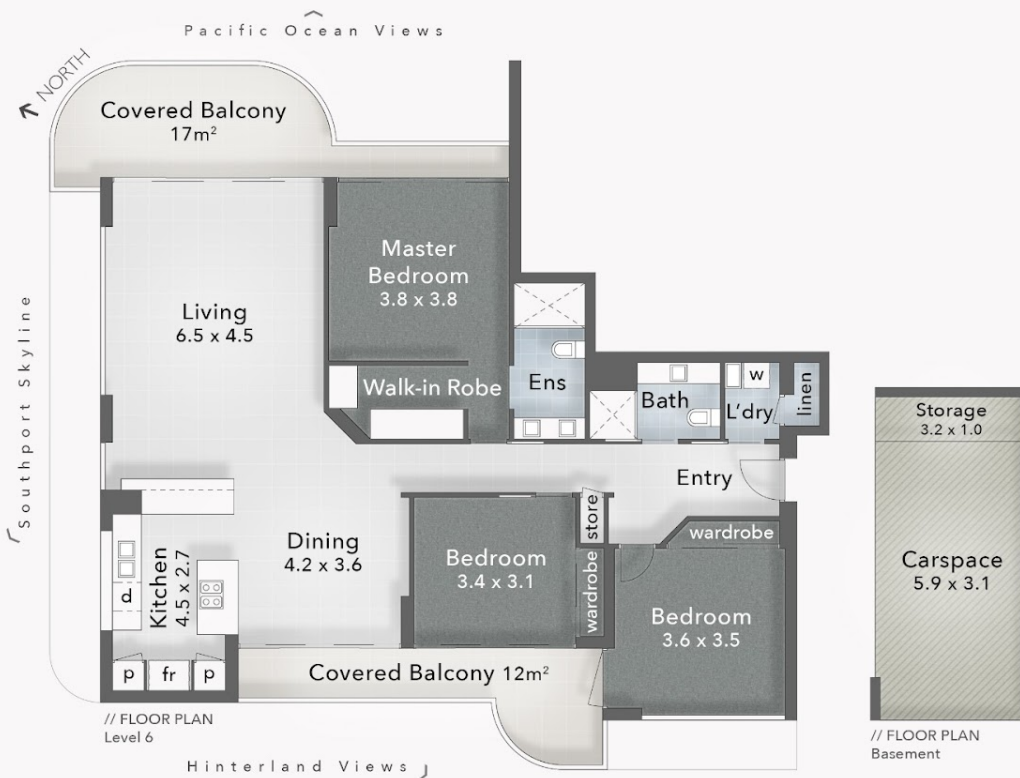 Pacific Ocean Views
NORTH
Covered Balcony
17m²
Master
Bedroom
3.8 x 3.8
Living
6.5 x 4.5
Southport Skyline
Walk-in Robe
Ens
Bath
w
L'dry
linen
Storage
3.2 x 1.0
Entry
store
wardrobe
Dining
4.2 x 3.6
Kitchen
4.5 x 2.7
d
Bedroom
3.4 x 3.1
wardrobe
Bedroom
3.6 x 3.5
Carspace
5.9 x 3.1
p
fr
p
Covered Balcony 12m²
// FLOOR PLAN
Level 6
// FLOOR PLAN
Basement
Hinterland Views